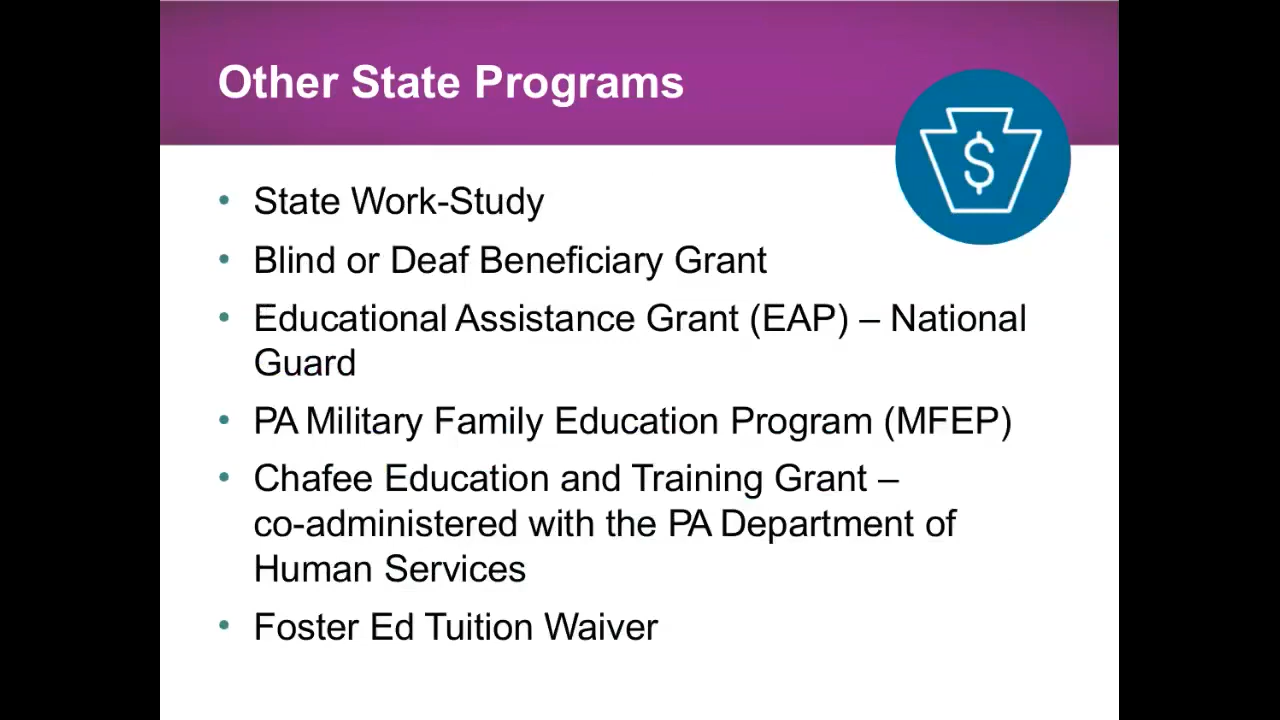 Other State Programs
$
• State Work-Study
• Blind or Deaf Beneficiary Grant
• Educational Assistance Grant (EAP) – National
Guard
• PA Military Family Education Program (MFEP)
• Chafee Education and Training Grant –
co-administered with the PA Department of
Human Services
• Foster Ed Tuition Waiver